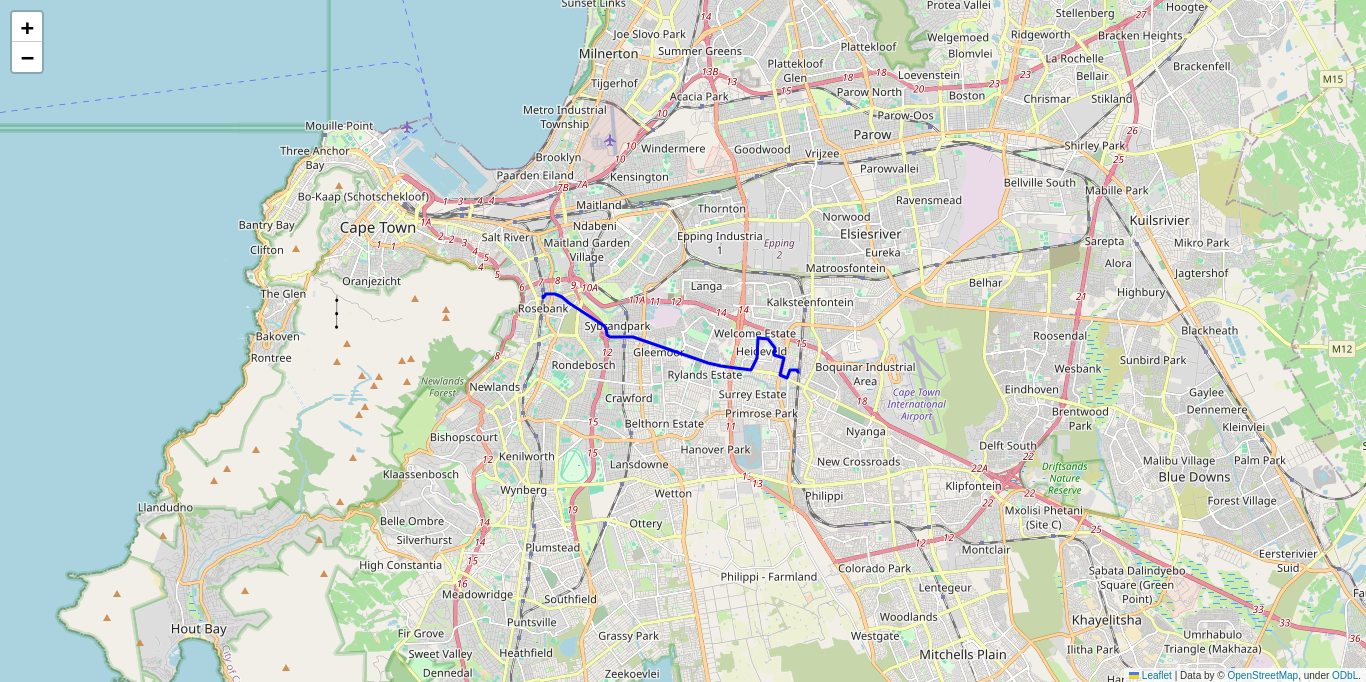 +
−
Sunset Links
Joe Slovo Park
Milnerton
Summer Greens
Tijgerhof
Acacia Park
Metro Industrial
Township
Plattekloof
Plattekloof
Glen
Welgemoed
Blomvlei
Loevenstein
Protea Vallei
Stellenberg
Hoogte
Ridgeworth
Bracken Heights
La Rochelle
Bellair
Brackenfell
Parow North
Boston
Chrismar
Stikland
Parow-Oos
Parow
M15
Mouille Point
Three Anchor
Bay
Bo-Kaap (Schotschekloof)
Bantry Bay
Clifton
Cape Town
Oranjezicht
The Glen
Bakoven
Rontree
Brooklyn
Paarden Eiland
Windermere
Kensington
Goodwood
Vrijzee
Parowvallei
Shirley Park
Bellville South
Mabille Park
Ravensmead
Kuilsrivier
Maitland
Ndabeni
Thornton
Norwood
Elsiesriver
Salt River
Maitland Garden
Village
Epping Industria
1
Epping
2
Eureka
Matroosfontein
Sarepta
Mikro Park
Alora
Jagtershof
Belhar
Highbury
Langa
Kalksteenfontein
Rosebank
Sybrandpark
Welcome Estate
Heideveld
Gleemoor
Rondebosch
Rylands Estate
Boquinar Industrial
Area
Blackheath
Roosendal
Wesbank
Sunbird Park
M12
Newlands
Newlands
Forest
Crawford
Surrey Estate
Primrose Park
Cape Town
International
Airport
Eindhoven
Brentwood
Park
Gaylee
Dennemere
Kleinvlei
Belthorn Estate
Bishopscourt
Nyanga
Hanover Park
Delft South
Kenilworth
Lansdowne
New Crossroads
Klaassenbosch
Malibu Village
Palm Park
Driftsands
Nature
Reserve
Blue Downs
Klipfontein
Wynberg
Wetton
Philippi
Forest Village
Llandudno
Belle Ombre
Mxolisi Phetani
(Site C)
Silverhurst
Ottery
Plumstead
Montclair
Eersterivier
Suid
High Constantia
Colorado Park
Philippi - Farmland
Sabata Dalindyebo
Square (Green
Point)
Meadowridge
Southfield
Lentegeur
Hout Bay
Puntsville
Woodlands
Khayelitsha
Fir Grove
Grassy Park
Westgate
Umrhabulo
Triangle (Makhaza)
Sweet Valley
Heathfield
Mitchells Plain
Ilitha Park
Dennedal
Zeekoevlei
Leaflet | Data by © OpenStreetMap, under ODbL.